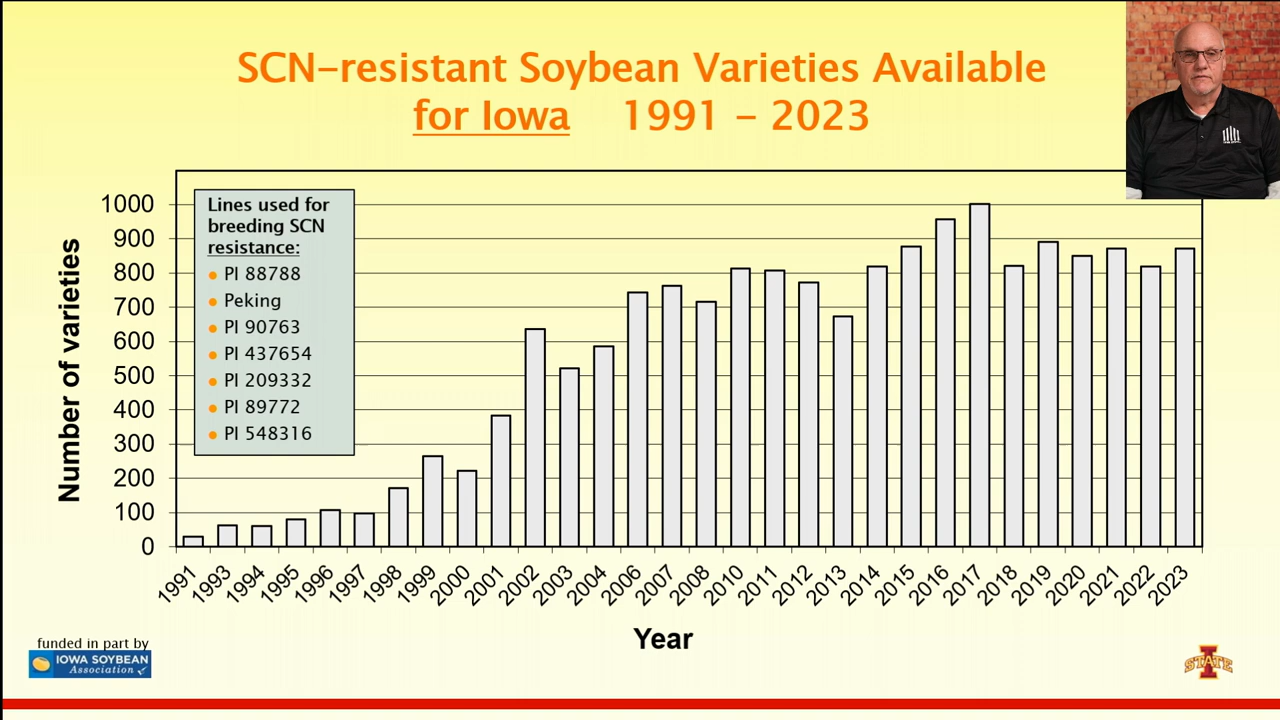 SCN-resistant Soybean Varieties Available
for Iowa 1991 - 2023
Number of varieties
1000
900
800
700
600
500
400
300
200
100
0
Lines used for
breeding SCN
resistance:
• PI 88788
• Peking
• PI 90763
• PI 437654
• PI 209332
• PI 89772
• PI 548316
1991 1993 1994 1995 1996 1997 1998 1999 2000 2001 2002 2003 2004 2006 2007 2008 2010 2011 2012 2013 2014 2015 2016 2017 2018 2019 2020 2021 2022 2023
Year
funded in part by
IOWA SOYBEAN
Association
STATE